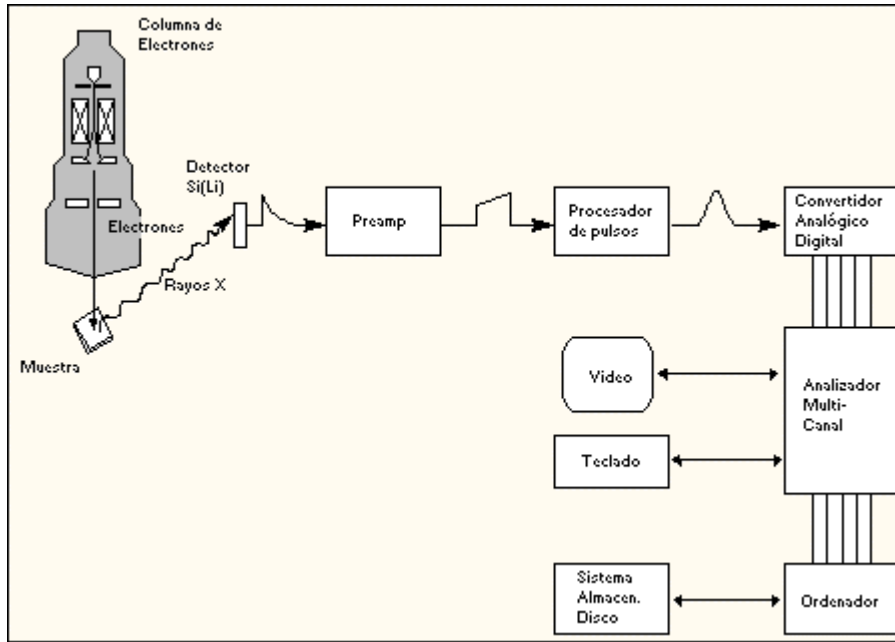 Columna de
Electrones
Detector
Si(Li)
Electrones
Rayos X
Muestra
Preamp
Procesador
de pulsos
Convertidor
Analógico
Digital
Video
Analizador
Multi-
Canal
Teclado
Sistema
Almacen.
Disco
Ordenador